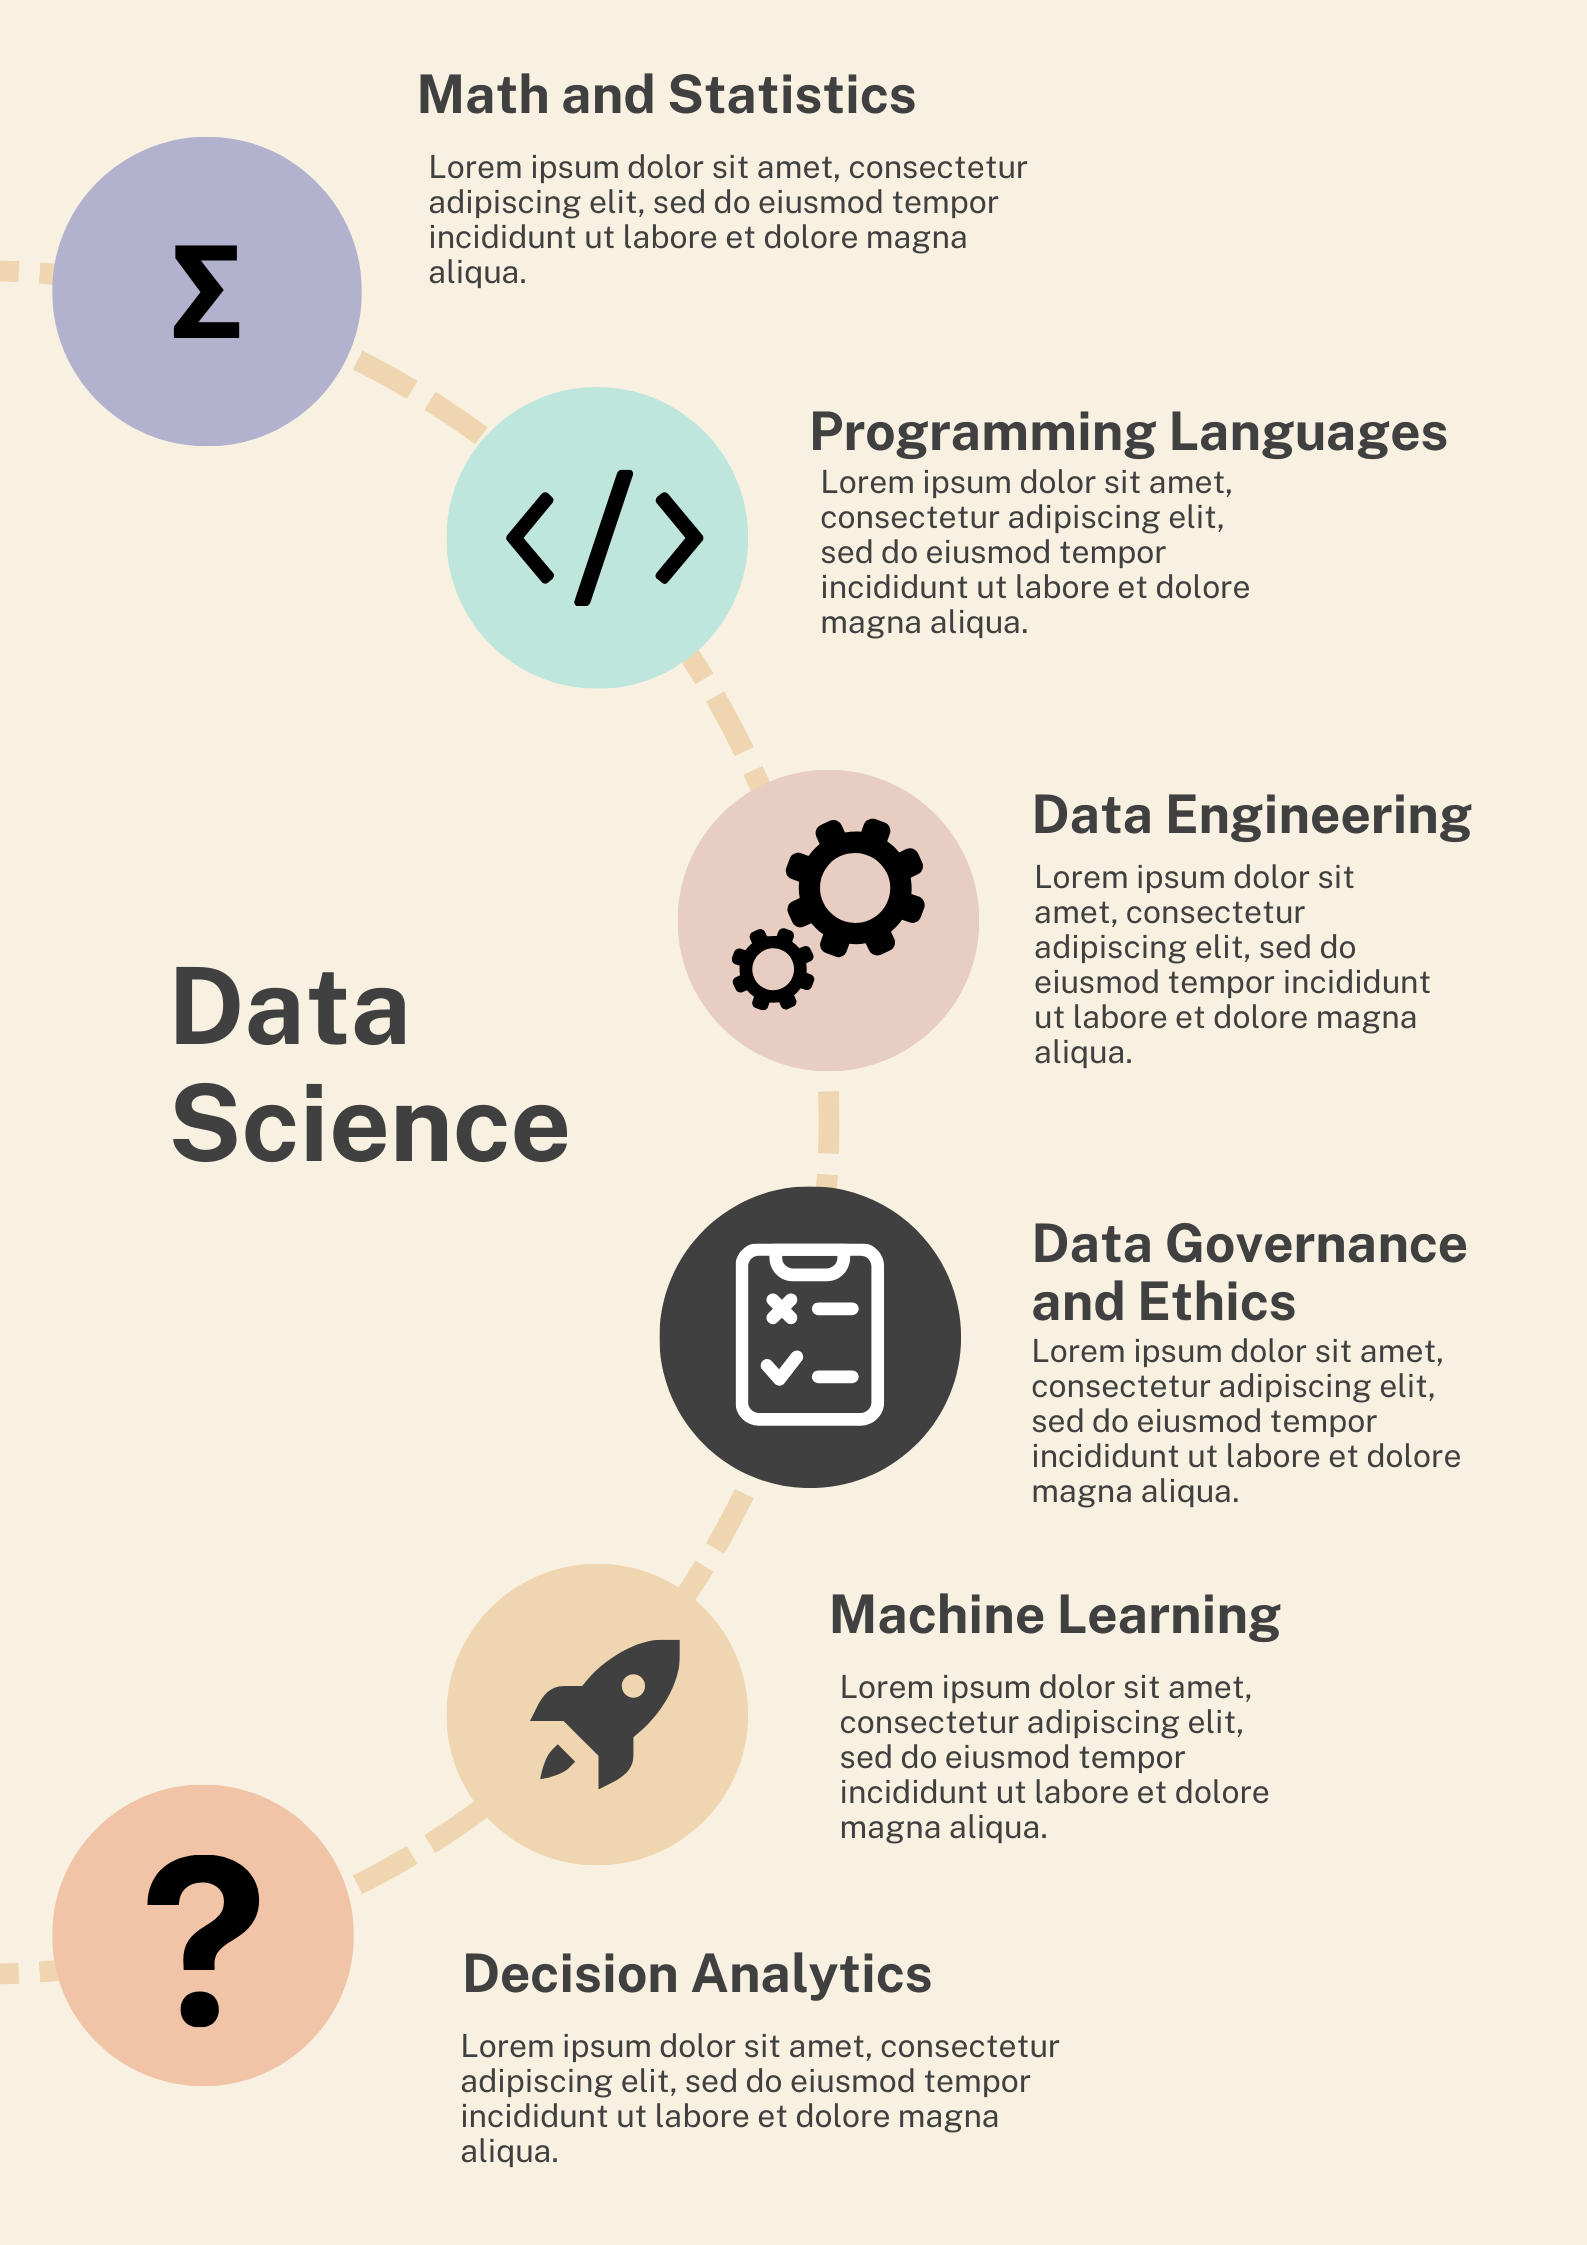 Math and Statistics
Lorem ipsum dolor sit amet, consectetur
adipiscing elit, sed do eiusmod tempor
incididunt ut labore et dolore magna
aliqua.
Σ
</>
Programming Languages
Lorem ipsum dolor sit amet,
consectetur adipiscing elit,
sed do eiusmod tempor
incididunt ut labore et dolore
magna aliqua.
Data Engineering
Lorem ipsum dolor sit
amet, consectetur
adipiscing elit, sed do
eiusmod tempor incididunt
ut labore et dolore magna
aliqua.
Data
Science
Data Governance
and Ethics
Lorem ipsum dolor sit amet,
consectetur adipiscing elit,
sed do eiusmod tempor
incididunt ut labore et dolore
magna aliqua.
Machine Learning
Lorem ipsum dolor sit amet,
consectetur adipiscing elit,
sed do eiusmod tempor
incididunt ut labore et dolore
magna aliqua.
?
Decision Analytics
Lorem ipsum dolor sit amet, consectetur
adipiscing elit, sed do eiusmod tempor
incididunt ut labore et dolore magna
aliqua.